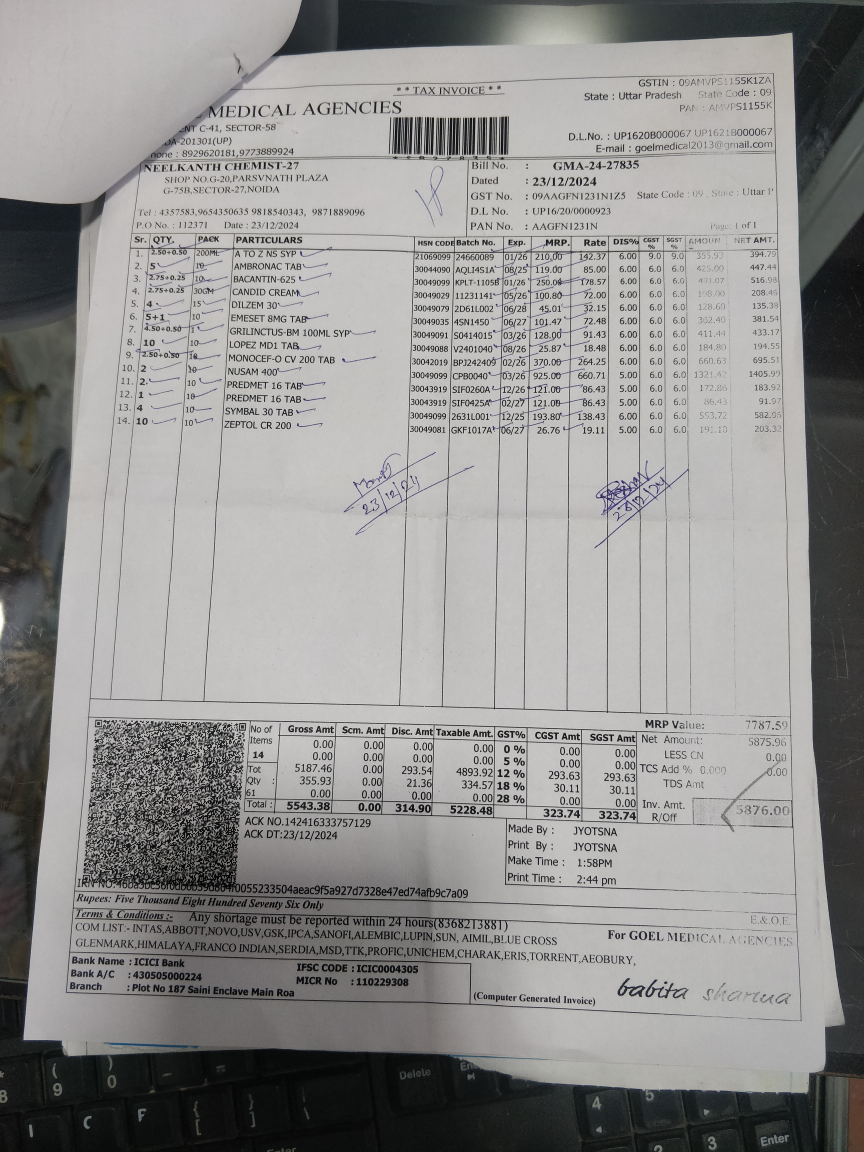 ** TAX INVOICE **
GSTIN : 09AMVPS1155K1ZA
State : Uttar Pradesh State Code : 09
PAN : AMVPS1155K
MEDICAL AGENCIES
C-41, SECTOR-58
-201301(UP)
: 8929620181,9773889924
D.L.No. : UP1620B000067 UP1621B000067
E-mail : goelmedical2013@gmail.com
NEELKANTH CHEMIST-27
SHOP NO.G-20,PARSVNATH PLAZA
G-75B,SECTOR-27,NOIDA
Tel : 4357583,9654350635 9818540343, 9871889096
P.O No. : 112371 Date : 23/12/2024
18
Bill No. : GMA-24-27835
Dated : 23/12/2024
GST No. : 09AAGFN1231N1Z5 State Code : 09 , State : Uttar P
D.L No. : UP16/20/0000923
PAN No. : AAGFN1231N Page: 1 of 1
Sr. QTY. PACK PARTICULARS HSN CODE Batch No. Exp. MRP. Rate DIS% CGST % SGST % AMOUNT NET AMT.
1. 2.50+0.50 200ML A TO Z NS SYP 21069099 24660089 01/26 210.00 142.37 6.00 9.0 9.0 355.93 394.79
2. 5 10 AMBRONAC TAB 30044090 AQLI451A 08/25 119.00 85.00 6.00 6.0 6.0 425.00 447.44
3. 2.75+0.25 10 BACANTIN-625 30049099 KPLT-1105B 01/26 250.00 178.57 6.00 6.0 6.0 491.07 516.98
4. 2.75+0.25 30GM CANDID CREAM 30049029 11231141 05/26 100.80 72.00 6.00 6.0 6.0 198.00 208.45
5. 4 15 DILZEM 30 30049079 2D61L002 06/28 45.01 32.15 6.00 6.0 6.0 128.60 135.38
6. 5+1 10 EMESET 8MG TAB 30049035 4SN1450 06/27 101.47 72.48 6.00 6.0 6.0 362.40 381.54
7. 4.50+0.50 1 GRILINCTUS-BM 100ML SYP 30049091 S0414015 03/26 128.00 91.43 6.00 6.0 6.0 411.44 433.17
8. 10 10 LOPEZ MD1 TAB 30049088 V2401040 08/26 25.87 18.48 6.00 6.0 6.0 184.80 194.55
9. 2.50+0.50 10 MONOCEF-O CV 200 TAB 30042019 BPJ242409 02/26 370.00 264.25 6.00 6.0 6.0 660.63 695.51
10. 2 10 NUSAM 400 30049099 CPB0040 03/26 925.00 660.71 5.00 6.0 6.0 1321.42 1405.99
11. 2 10 PREDMET 16 TAB 30043919 SIF0260A 12/26 121.00 86.43 5.00 6.0 6.0 172.86 183.92
12. 1 10 PREDMET 16 TAB 30043919 SIF0425A 02/27 121.00 86.43 5.00 6.0 6.0 86.43 91.97
13. 4 10 SYMBAL 30 TAB 30049099 2631L001 12/25 193.80 138.43 6.00 6.0 6.0 553.72 582.95
14. 10 10 ZEPTOL CR 200 30049081 GKF1017A 06/27 26.76 19.11 5.00 6.0 6.0 191.10 203.32
23/12/24
23/12/24
No of Items 14 Tot Qty : 61
Gross Amt Scm. Amt Disc. Amt Taxable Amt. GST% CGST Amt SGST Amt
0.00 0.00 0.00 0.00 0 % 0.00 0.00
0.00 0.00 0.00 0.00 5 % 0.00 0.00
5187.46 0.00 293.54 4893.92 12 % 293.63 293.63
355.93 0.00 21.36 334.57 18 % 30.11 30.11
0.00 0.00 0.00 0.00 28 % 0.00 0.00
Total : 5543.38 0.00 314.90 5228.48 323.74 323.74
MRP Value: 7787.59
Net Amount: 5875.96
LESS CN 0.00
TCS Add % 0.000 0.00
TDS Amt
Inv. Amt. R/Off 5876.00
ACK NO.142416333757129
ACK DT:23/12/2024
Made By : JYOTSNA
Print By : JYOTSNA
Make Time : 1:58PM
Print Time : 2:44 pm
Rupees: Five Thousand Eight Hundred Seventy Six Only
E.& O.E.
Terms & Conditions :- Any shortage must be reported within 24 hours(8368213881)
COM LIST:- INTAS,ABBOTT,NOVO,USV,GSK,IPCA,SANOFI,ALEMBIC,LUPIN,SUN, AIMIL,BLUE CROSS
GLENMARK,HIMALAYA,FRANCO INDIAN,SERDIA,MSD,TTK,PROFIC,UNICHEM,CHARAK,ERIS,TORRENT,AEOBURY,
For GOEL MEDICAL AGENCIES
Bank Name : ICICI Bank IFSC CODE : ICIC0004305
Bank A/C : 430505000224 MICR No : 110229308
Branch : Plot No 187 Saini Enclave Main Roa
(Computer Generated Invoice)
babita sharma